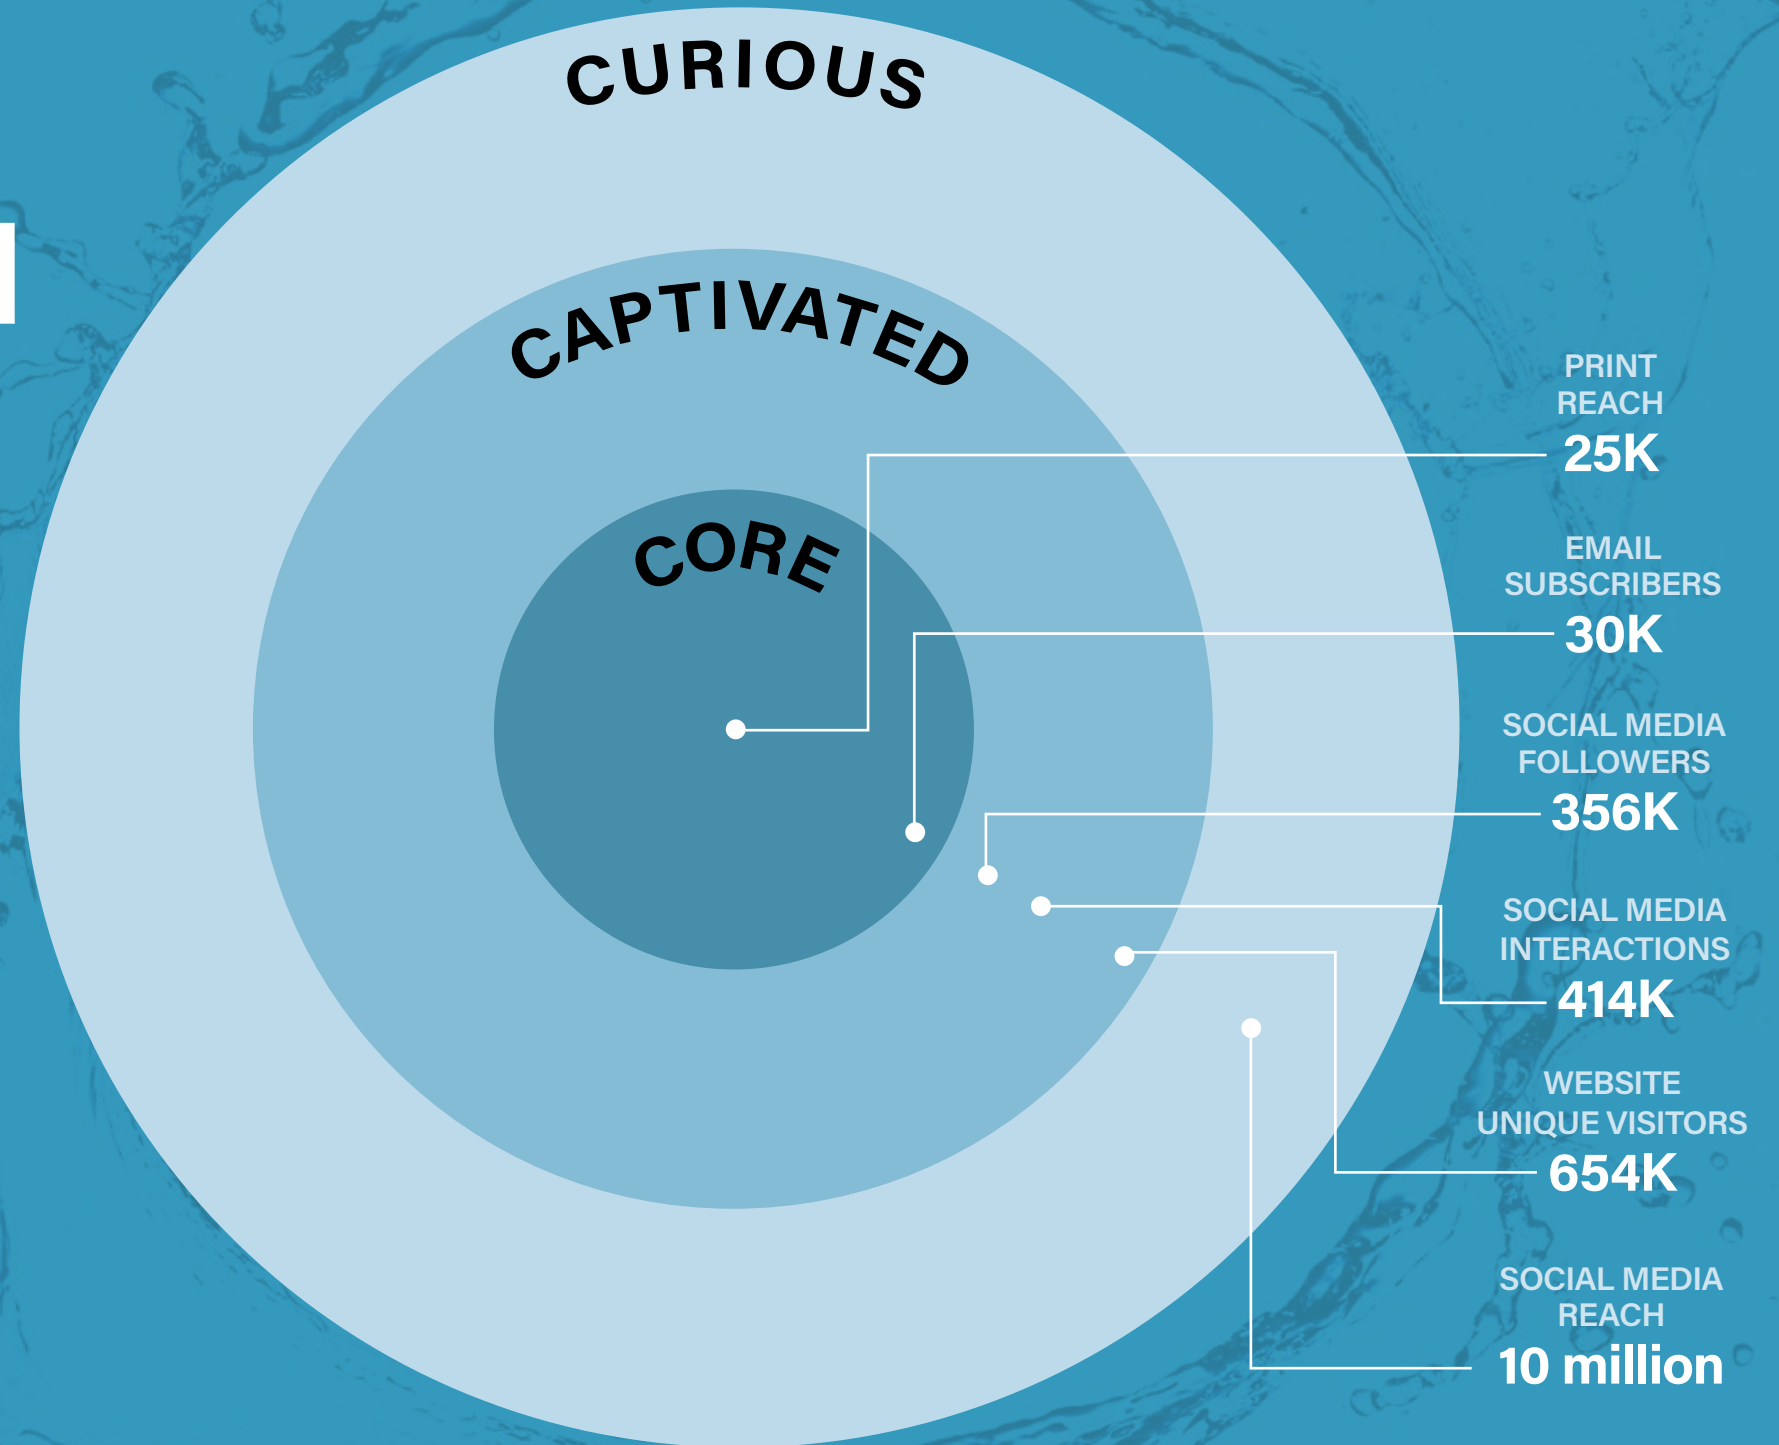 CURIOUS
CAPTIVATED
CORE
PRINT
REACH
25K
EMAIL
SUBSCRIBERS
30K
SOCIAL MEDIA
FOLLOWERS
356K
SOCIAL MEDIA
INTERACTIONS
414K
WEBSITE
UNIQUE VISITORS
654K
SOCIAL MEDIA
REACH
10 million